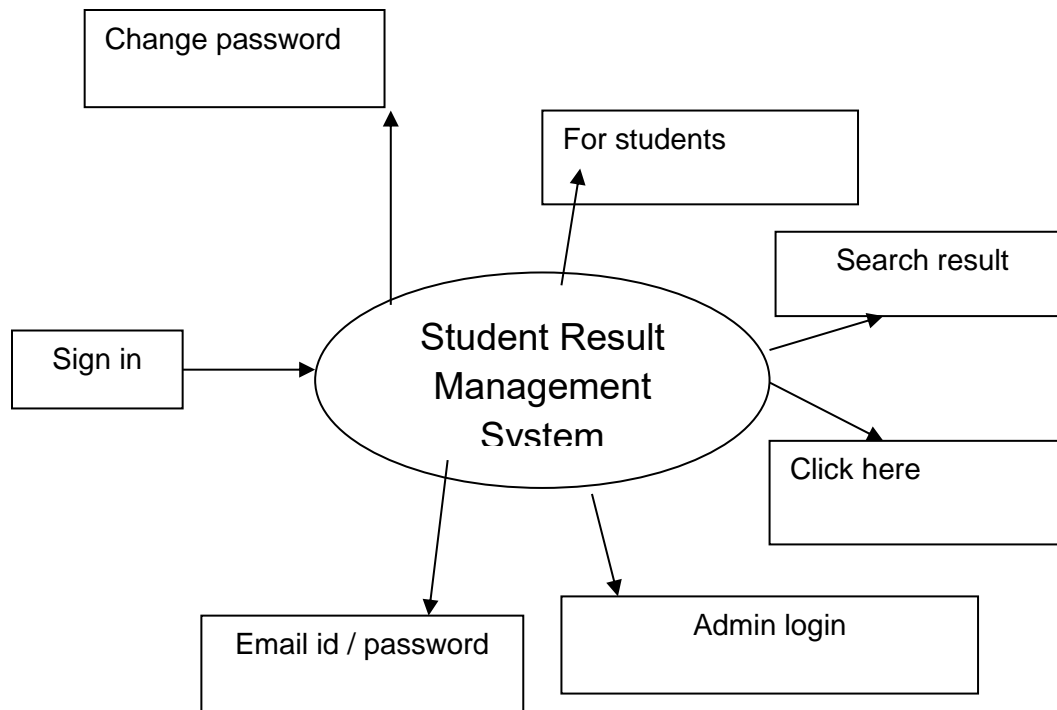 Change password
For students
Search result
Student Result
Management
System
Sign in
Click here
Email id / password
Admin login